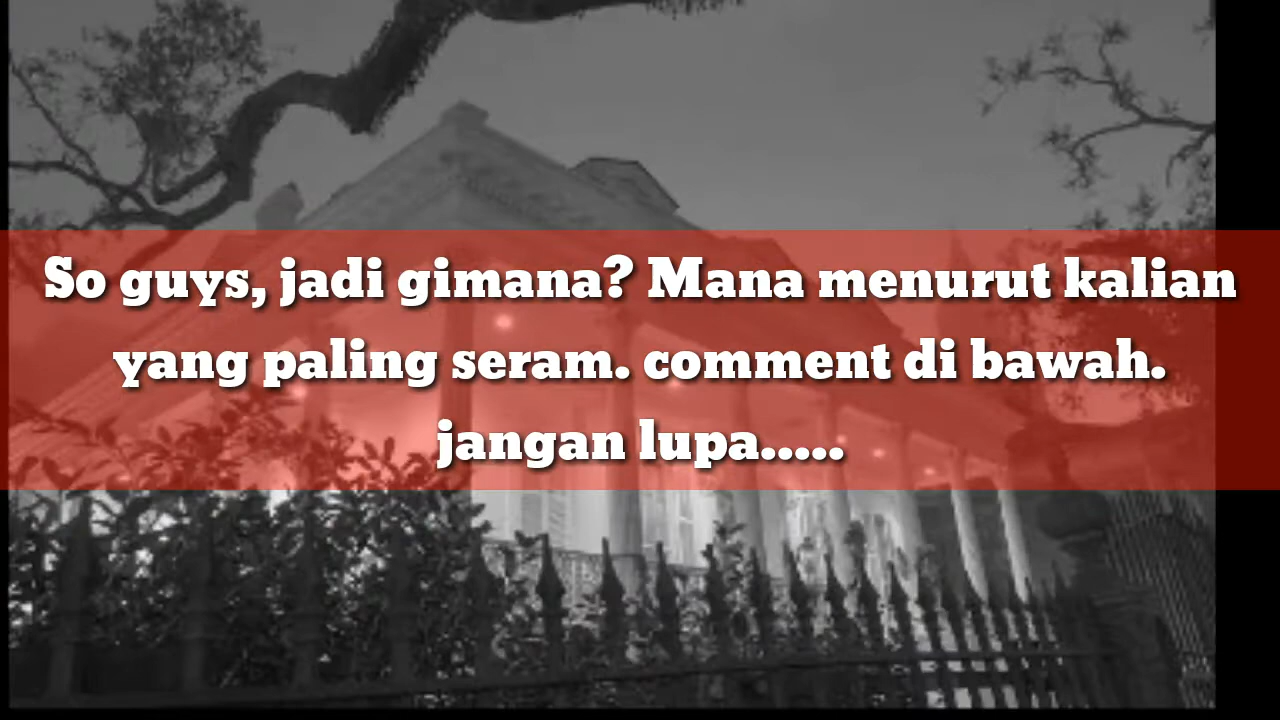 So guys, jadi gimana? Mana menurut kalian
yang paling seram. comment di bawah.
jangan lupa.....